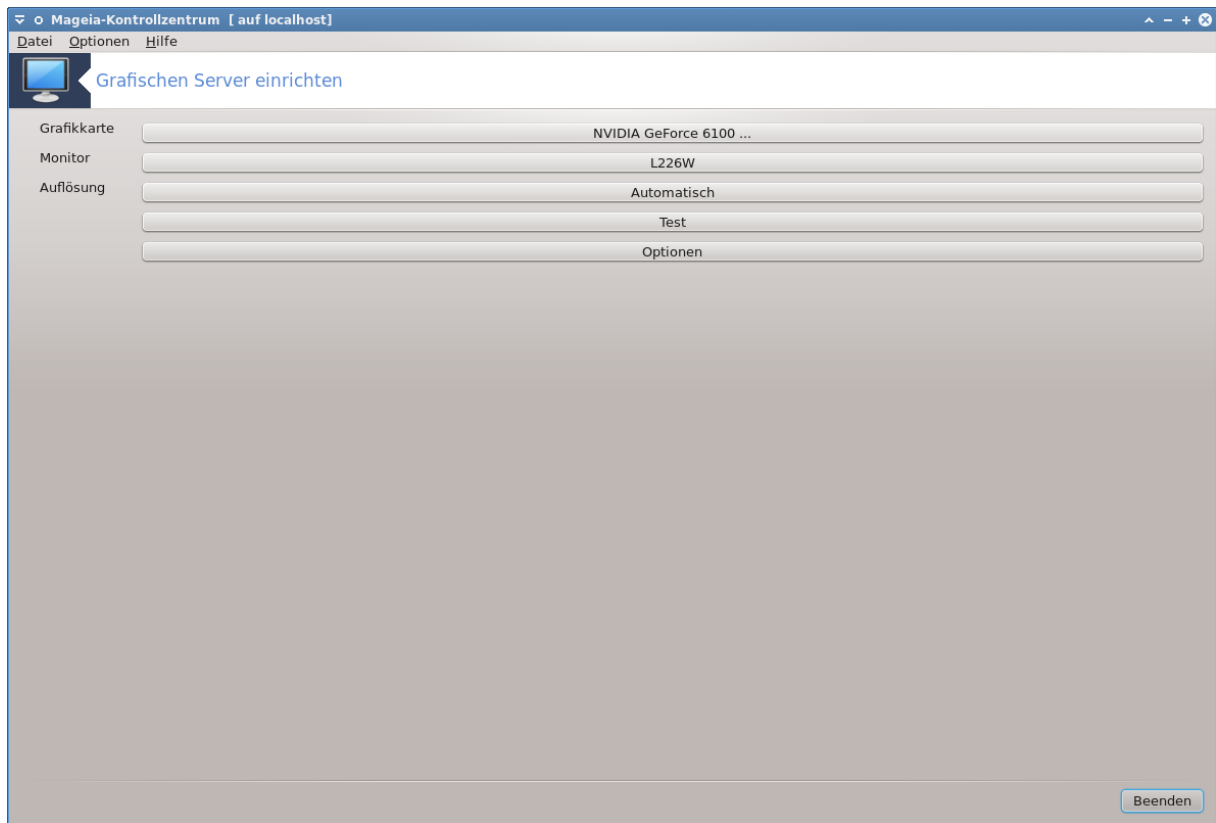 Mageia-Kontrollzentrum [ auf localhost]
Datei Optionen Hilfe
Grafischen Server einrichten
Grafikkarte NVIDIA GeForce 6100 ...
Monitor L226W
Auflösung Automatisch
Test
Optionen
Beenden